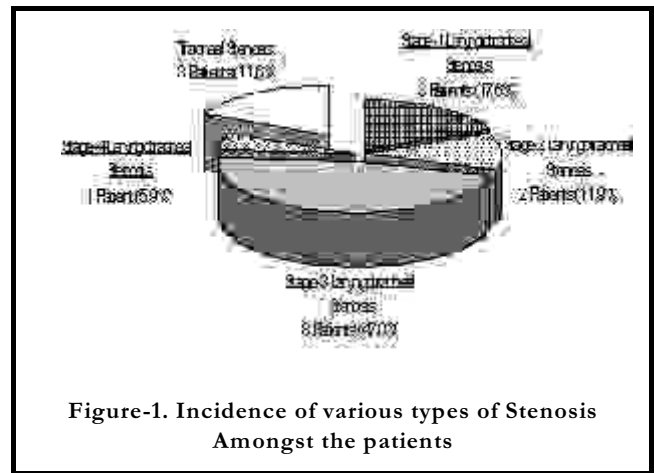 Tracheal Stenosis
3 Patients (11.6%)
Stage-1 Laryngotracheal
Stenosis
3 Patients (17.6%)
Stage-4 Laryngotracheal
Stenosis
1 Patient (5.9%)
Stage-2 Laryngotracheal
Stenosis
2 Patients (11.8%)
Stage-3 Laryngotracheal
Stenosis
8 Patients (47.0%)
Figure-1. Incidence of various types of Stenosis
Amongst the patients